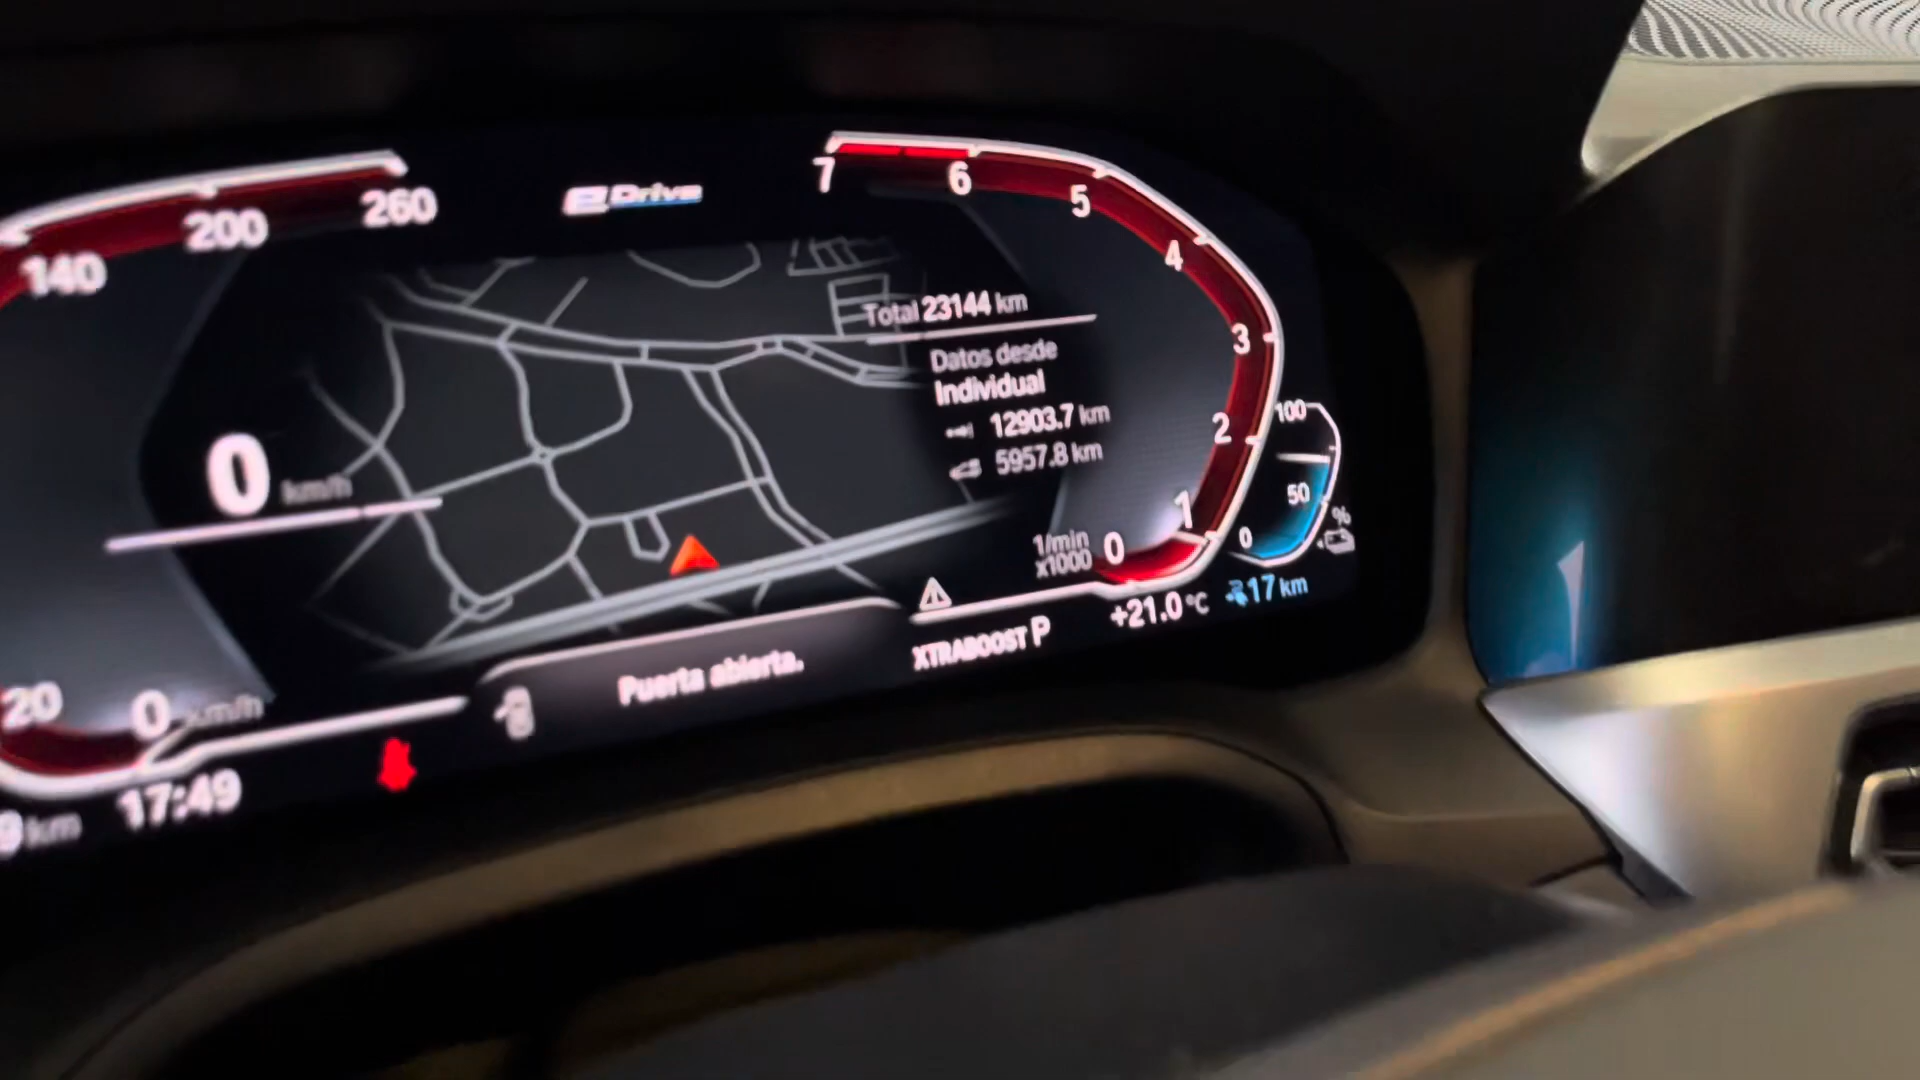 140
200
260
eDrive
7
6
5
4
3
2
1
0
1/min
x1000
Total 23144 km
Datos desde
Individual
12903.7 km
5957.8 km
0 km/h
100
50
0
%
17 km
+21.0 °C
XTRABOOST P
Puerta abierta.
20
0 km/h
17:49
9 km